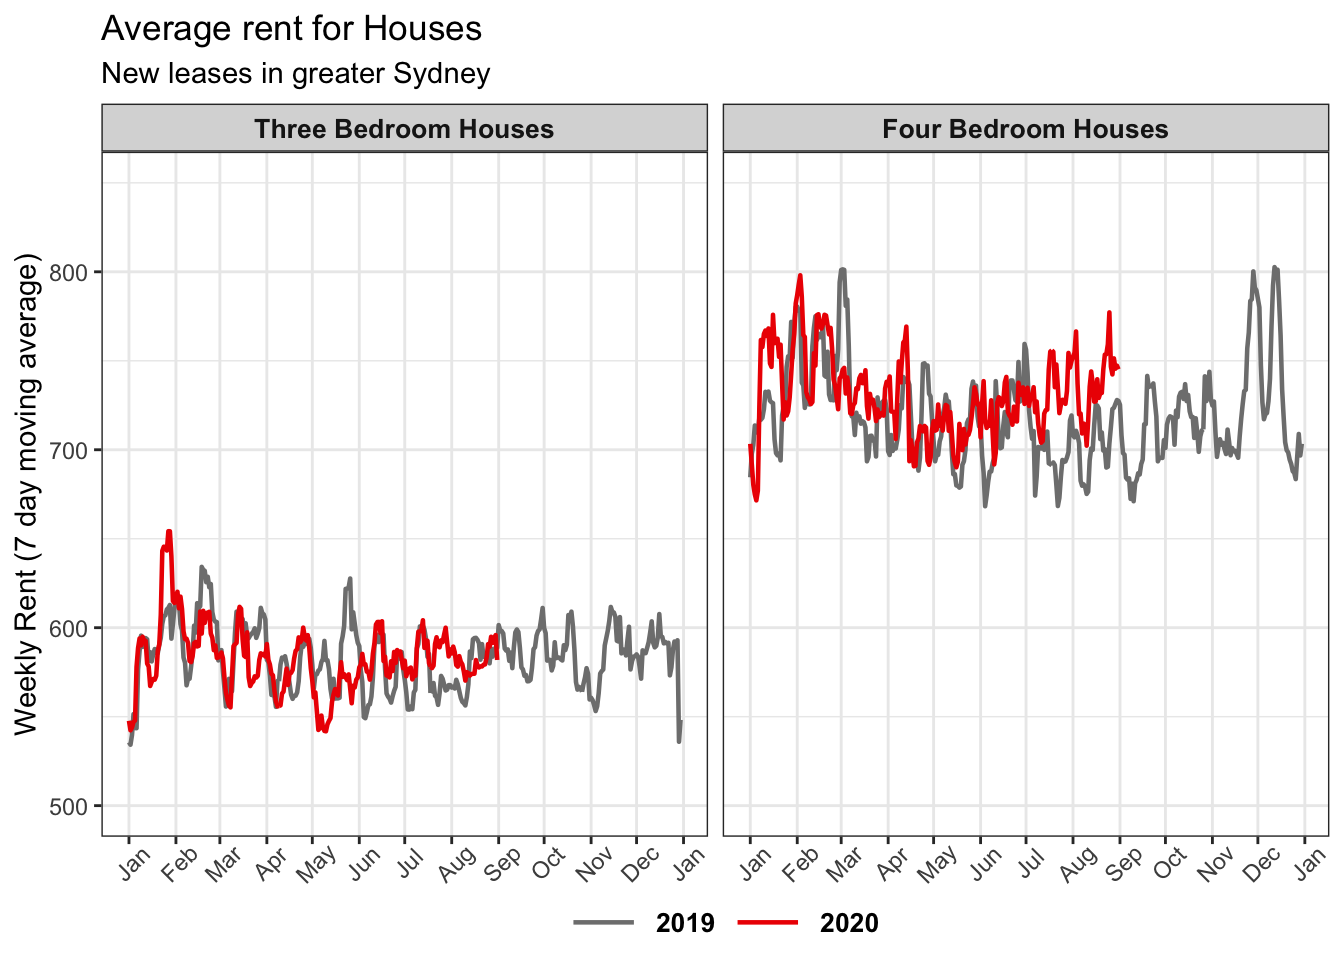 Average rent for Houses
New leases in greater Sydney
Three Bedroom Houses
Four Bedroom Houses
Weekly Rent (7 day moving average)
800
700
600
500
Jan Feb Mar Apr May Jun Jul Aug Sep Oct Nov Dec Jan
Jan Feb Mar Apr May Jun Jul Aug Sep Oct Nov Dec Jan
2019 2020